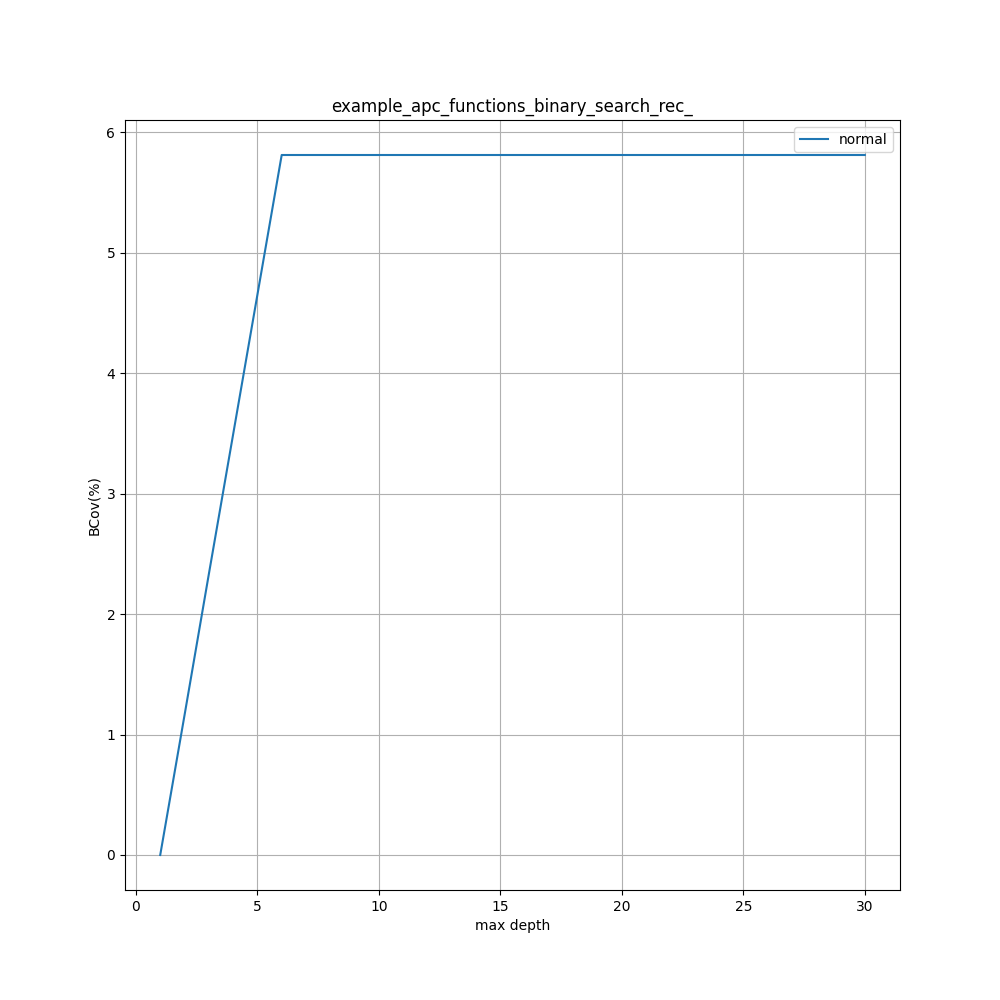 example_apc_functions_binary_search_rec_
normal
6
5
4
3
2
1
0
BCov(%)
0 5 10 15 20 25 30
max depth